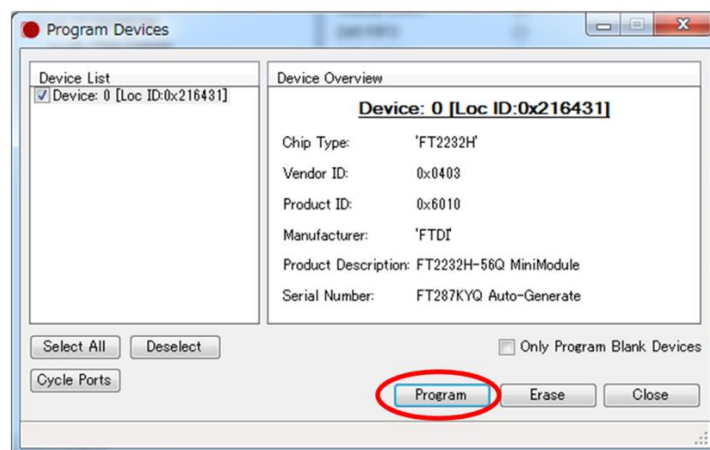 Program Devices
Device List
Device: 0 [Loc ID:0x216431]
Device Overview
Device: 0 [Loc ID:0x216431]
Chip Type: 'FT2232H'
Vendor ID: 0x0403
Product ID: 0x6010
Manufacturer: 'FTDI'
Product Description: FT2232H-56Q MiniModule
Serial Number: FT287KYQ Auto-Generate
Select All Deselect
Only Program Blank Devices
Cycle Ports
Program Erase Close